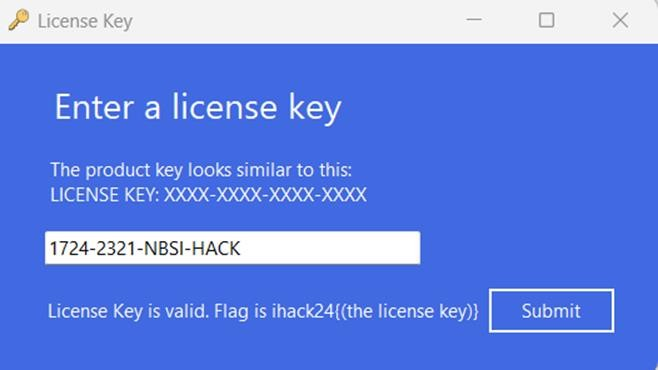 License Key
Enter a license key
The product key looks similar to this:
LICENSE KEY: XXXX-XXXX-XXXX-XXXX
1724-2321-NBSI-HACK
License Key is valid. Flag is ihack24{(the license key)}
Submit